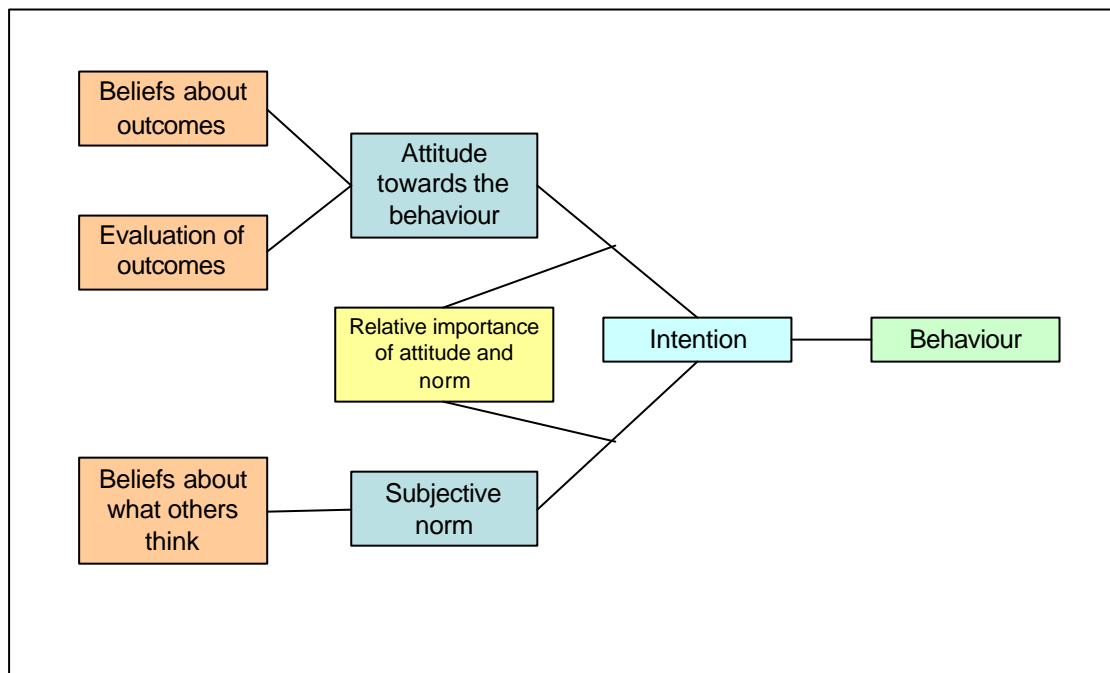 Beliefs about
outcomes
Attitude
towards the
behaviour
Evaluation of
outcomes
Relative importance
of attitude and
norm
Intention
Behaviour
Beliefs about
what others
think
Subjective
norm